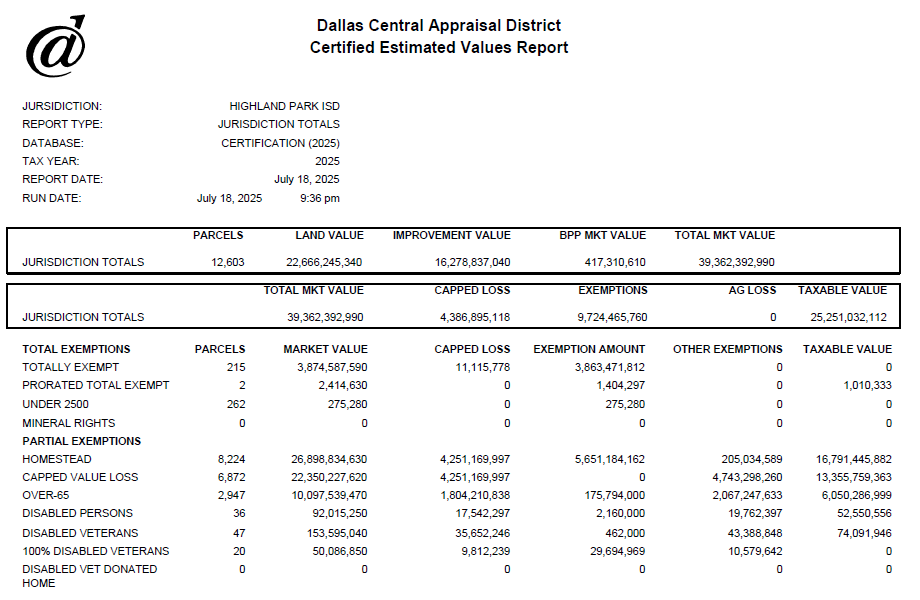 Dallas Central Appraisal District
Certified Estimated Values Report
JURSIDICTION: HIGHLAND PARK ISD
REPORT TYPE: JURISDICTION TOTALS
DATABASE: CERTIFICATION (2025)
TAX YEAR: 2025
REPORT DATE: July 18, 2025
RUN DATE: July 18, 2025 9:36 pm
PARCELS LAND VALUE IMPROVEMENT VALUE BPP MKT VALUE TOTAL MKT VALUE
JURISDICTION TOTALS 12,603 22,666,245,340 16,278,837,040 417,310,610 39,362,392,990
TOTAL MKT VALUE CAPPED LOSS EXEMPTIONS AG LOSS TAXABLE VALUE
JURISDICTION TOTALS 39,362,392,990 4,386,895,118 9,724,465,760 0 25,251,032,112
TOTAL EXEMPTIONS PARCELS MARKET VALUE CAPPED LOSS EXEMPTION AMOUNT OTHER EXEMPTIONS TAXABLE VALUE
TOTALLY EXEMPT 215 3,874,587,590 11,115,778 3,863,471,812 0 0
PRORATED TOTAL EXEMPT 2 2,414,630 0 1,404,297 0 1,010,333
UNDER 2500 262 275,280 0 275,280 0 0
MINERAL RIGHTS 0 0 0 0 0 0
PARTIAL EXEMPTIONS
HOMESTEAD 8,224 26,898,834,630 4,251,169,997 5,651,184,162 205,034,589 16,791,445,882
CAPPED VALUE LOSS 6,872 22,350,227,620 4,251,169,997 0 4,743,298,260 13,355,759,363
OVER-65 2,947 10,097,539,470 1,804,210,838 175,794,000 2,067,247,633 6,050,286,999
DISABLED PERSONS 36 92,015,250 17,542,297 2,160,000 19,762,397 52,550,556
DISABLED VETERANS 47 153,595,040 35,652,246 462,000 43,388,848 74,091,946
100% DISABLED VETERANS 20 50,086,850 9,812,239 29,694,969 10,579,642 0
DISABLED VET DONATED 0 0 0 0 0 0
HOME